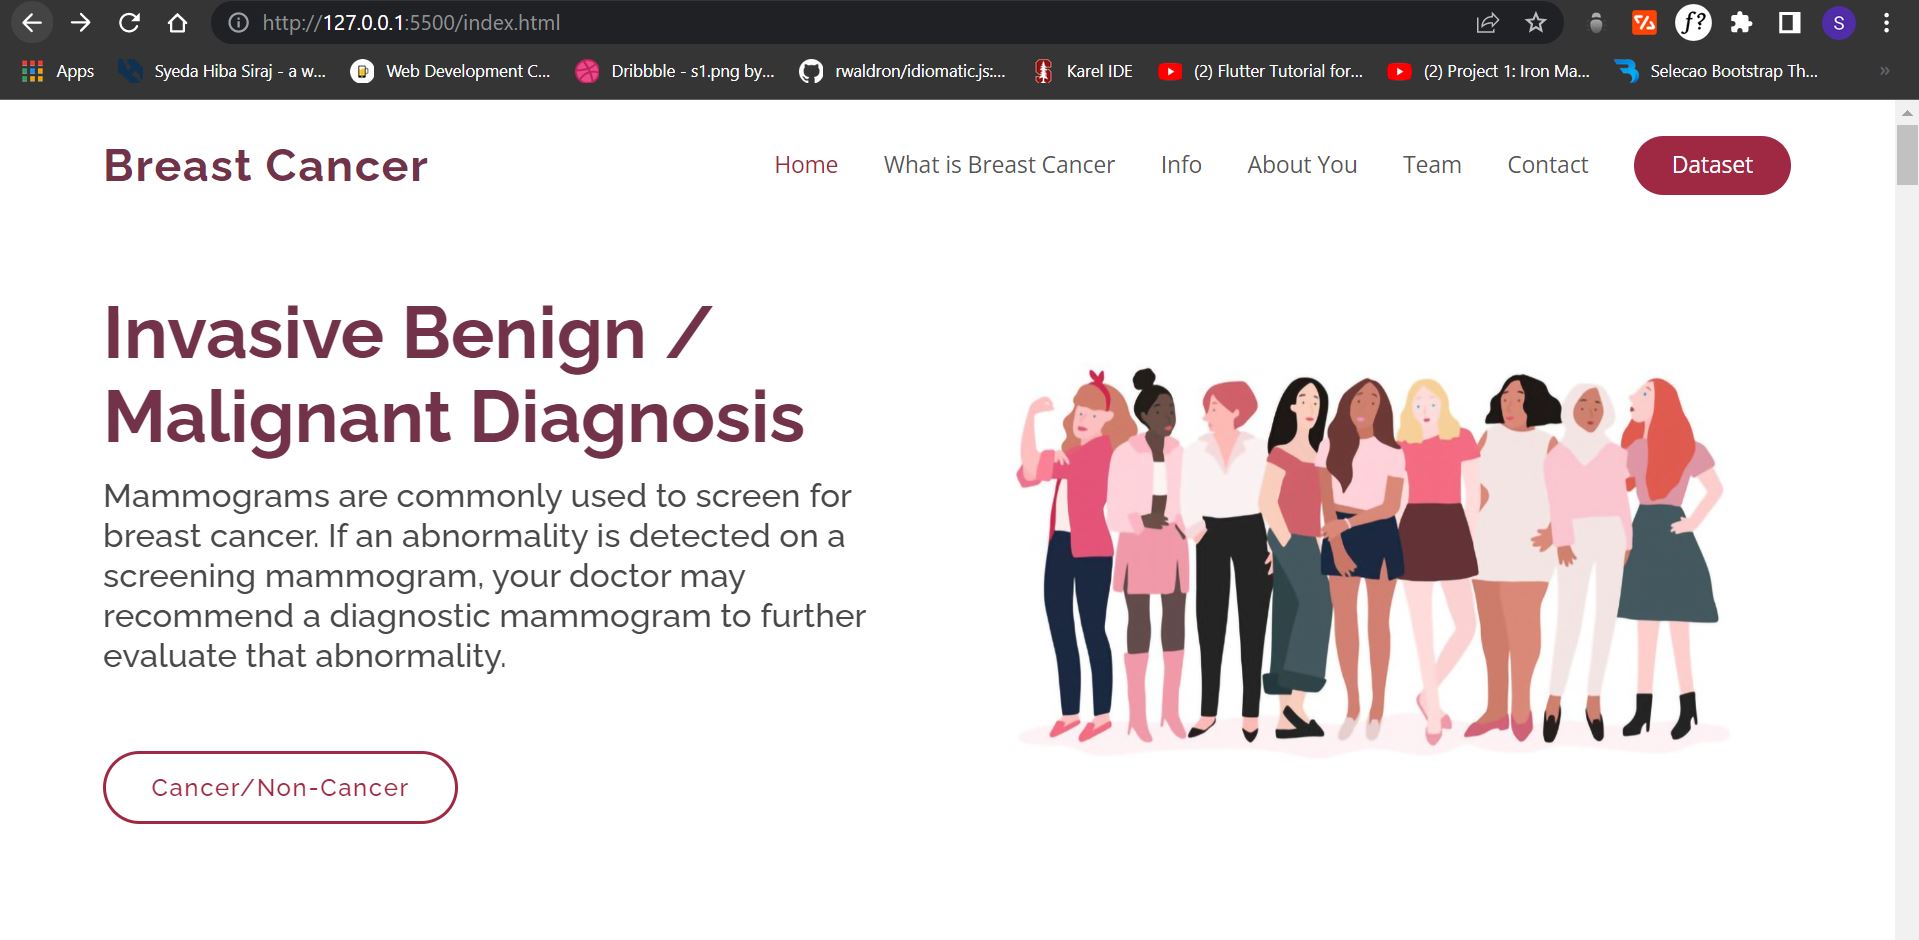 http://127.0.0.1:5500/index.html
f?
S
Apps
Syeda Hiba Siraj - a w...
Web Development C...
Dribbble - s1.png by...
rwaldron/idiomatic.js:...
Karel IDE
(2) Flutter Tutorial for...
(2) Project 1: Iron Ma...
Selecao Bootstrap Th...
»
Breast Cancer
Home
What is Breast Cancer
Info
About You
Team
Contact
Dataset
Invasive Benign /
Malignant Diagnosis
Mammograms are commonly used to screen for
breast cancer. If an abnormality is detected on a
screening mammogram, your doctor may
recommend a diagnostic mammogram to further
evaluate that abnormality.
Cancer/Non-Cancer